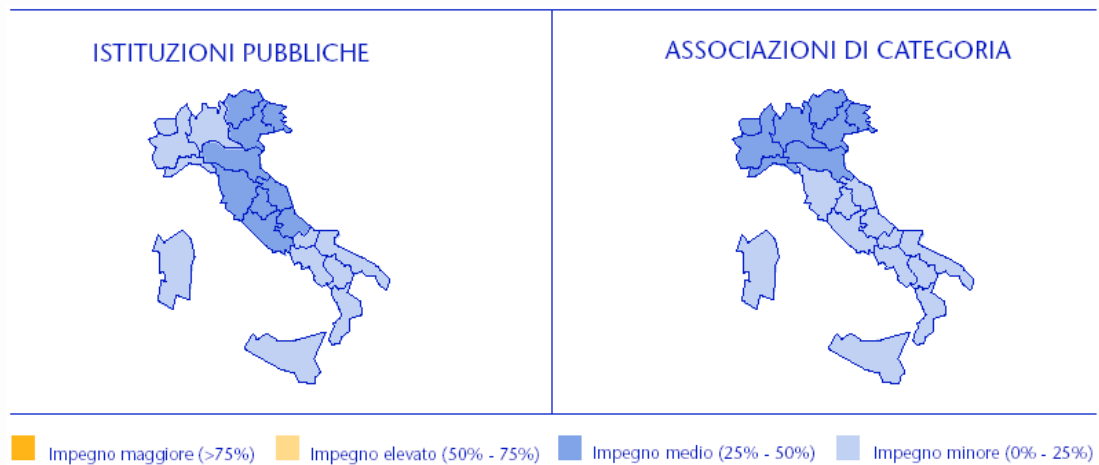 ISTITUZIONI PUBBLICHE
ASSOCIAZIONI DI CATEGORIA
Impegno maggiore (>75%)
Impegno elevato (50% - 75%)
Impegno medio (25% - 50%)
Impegno minore (0% - 25%)